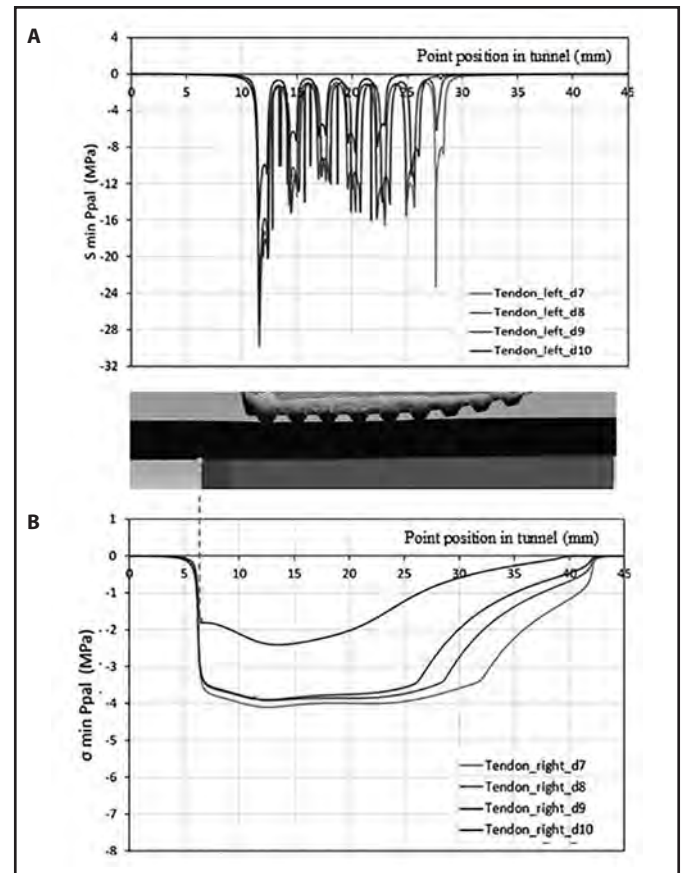 A
4
0
-4
-8
-12
-16
-20
-24
-28
-32
S min Ppal (MPa)
Point position in tunnel (mm)
0 5 10 15 20 25 30 35 40 45
Tendon_left_d7
Tendon_left_d8
Tendon_left_d9
Tendon_left_d10
B
1
0
-1
-2
-3
-4
-5
-6
-7
-8
σ min Ppal (MPa)
Point position in tunnel (mm)
0 5 10 15 20 25 30 35 40 45
Tendon_right_d7
Tendon_right_d8
Tendon_right_d9
Tendon_right_d10